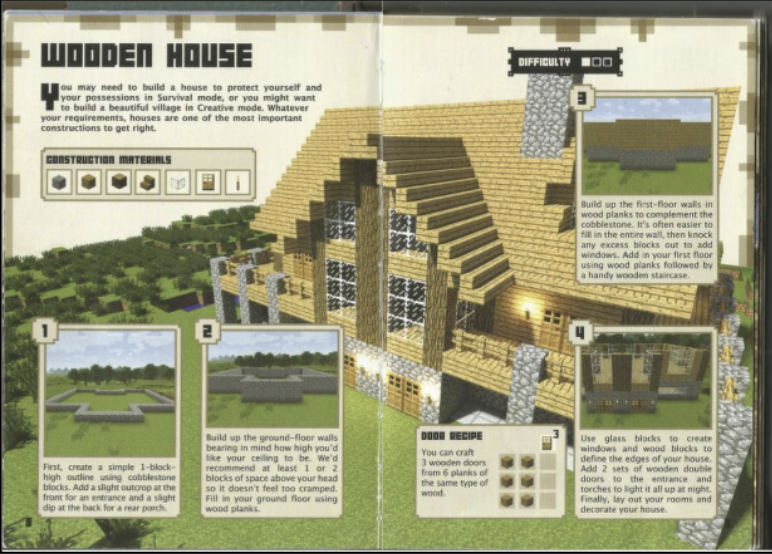 WOODEN HOUSE
You may need to build a house to protect yourself and
your possessions in Survival mode, or you might want
to build a beautiful village in Creative mode. Whatever
your requirements, houses are one of the most important
constructions to get right.
CONSTRUCTION MATERIALS
1
First, create a simple 1-block-
high outline using cobblestone
blocks. Add a slight outcrop at the
front for an entrance and a slight
dip at the back for a rear porch.
2
Build up the ground-floor walls
bearing in mind how high you'd
like your ceiling to be. We'd
recommend at least 1 or 2
blocks of space above your head
so it doesn't feel too cramped.
Fill in your ground floor using
wood planks.
DIFFICULTY
3
Build up the first-floor walls in
wood planks to complement the
cobblestone. It's often easier to
fill in the entire wall, then knock
any excess blocks out to add
windows. Add in your first floor
using wood planks followed by
a handy wooden staircase.
DOOR RECIPE
3
You can craft
3 wooden doors
from 6 planks of
the same type of
wood.
4
Use glass blocks to create
windows and wood blocks to
define the edges of your house.
Add 2 sets of wooden double
doors to the entrance and
torches to light it all up at night.
Finally, lay out your rooms and
decorate your house.